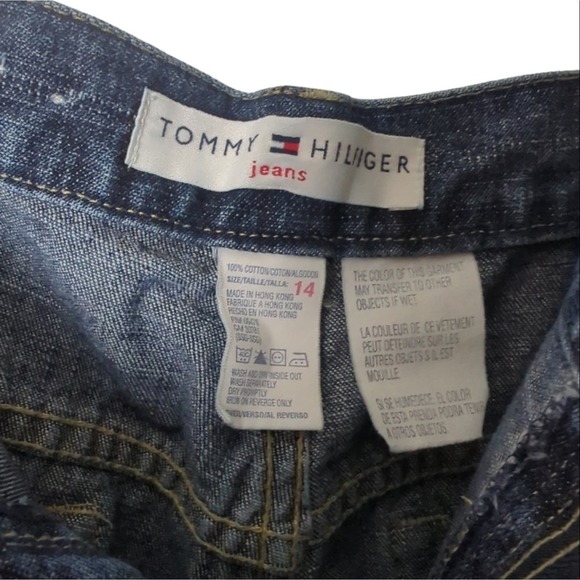 TOMMY HILFIGER
jeans
100% COTTON/COTON/ALGODON
SIZE/TAILLE/TALLA: 14
MADE IN HONG KONG
FABRIQUE A HONG KONG
HECHO EN HONG KONG
WASH AND DRY INSIDE OUT
WASH SEPARATELY
DRY PROMPTLY
IRON ON REVERSE ONLY
REVERSO
THE COLOR OF THIS GARMENT
MAY TRANSFER TO OTHER
OBJECTS IF WET.
LA COULEUR DE CE VETEMENT
PEUT DETEINDRE SUR LES
AUTRES OBJETS S'IL EST
MOUILLE
SI SE HUMEDECE, EL COLOR
DE ESTA PRENDA PODRA
A OTROS OBJETOS